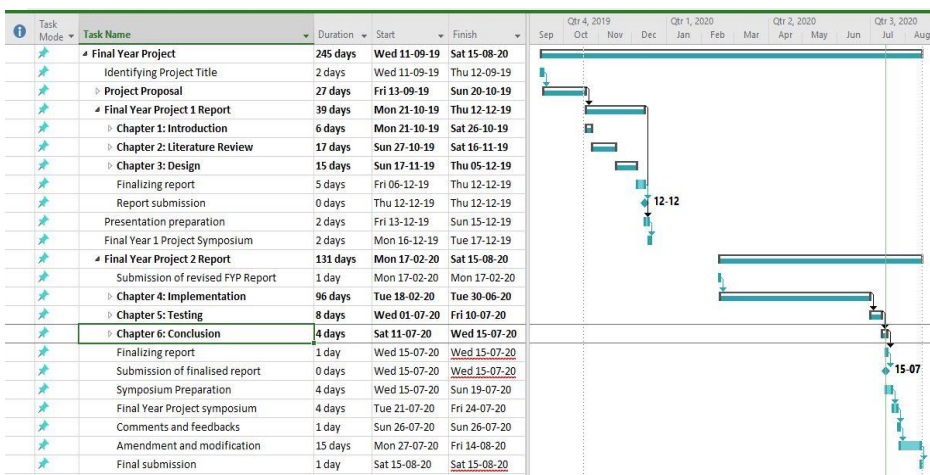 Qtr 4, 2019 Qtr 1, 2020 Qtr 2, 2020 Qtr 3, 2020
Task Mode Task Name Duration Start Finish Sep Oct Nov Dec Jan Feb Mar Apr May Jun Jul Aug
Final Year Project 245 days Wed 11-09-19 Sat 15-08-20
Identifying Project Title 2 days Wed 11-09-19 Thu 12-09-19
Project Proposal 27 days Fri 13-09-19 Sun 20-10-19
Final Year Project 1 Report 39 days Mon 21-10-19 Thu 12-12-19
Chapter 1: Introduction 6 days Mon 21-10-19 Sat 26-10-19
Chapter 2: Literature Review 17 days Sun 27-10-19 Sat 16-11-19
Chapter 3: Design 15 days Sun 17-11-19 Thu 05-12-19
Finalizing report 5 days Fri 06-12-19 Thu 12-12-19
Report submission 0 days Thu 12-12-19 Thu 12-12-19 12-12
Presentation preparation 2 days Fri 13-12-19 Sun 15-12-19
Final Year 1 Project Symposium 2 days Mon 16-12-19 Tue 17-12-19
Final Year Project 2 Report 131 days Mon 17-02-20 Sat 15-08-20
Submission of revised FYP Report 1 day Mon 17-02-20 Mon 17-02-20
Chapter 4: Implementation 96 days Tue 18-02-20 Tue 30-06-20
Chapter 5: Testing 8 days Wed 01-07-20 Fri 10-07-20
Chapter 6: Conclusion 4 days Sat 11-07-20 Wed 15-07-20
Finalizing report 1 day Wed 15-07-20 Wed 15-07-20
Submission of finalised report 0 days Wed 15-07-20 Wed 15-07-20 15-07
Symposium Preparation 4 days Wed 15-07-20 Sun 19-07-20
Final Year Project symposium 4 days Tue 21-07-20 Fri 24-07-20
Comments and feedbacks 1 day Sun 26-07-20 Sun 26-07-20
Amendment and modification 15 days Mon 27-07-20 Fri 14-08-20
Final submission 1 day Sat 15-08-20 Sat 15-08-20